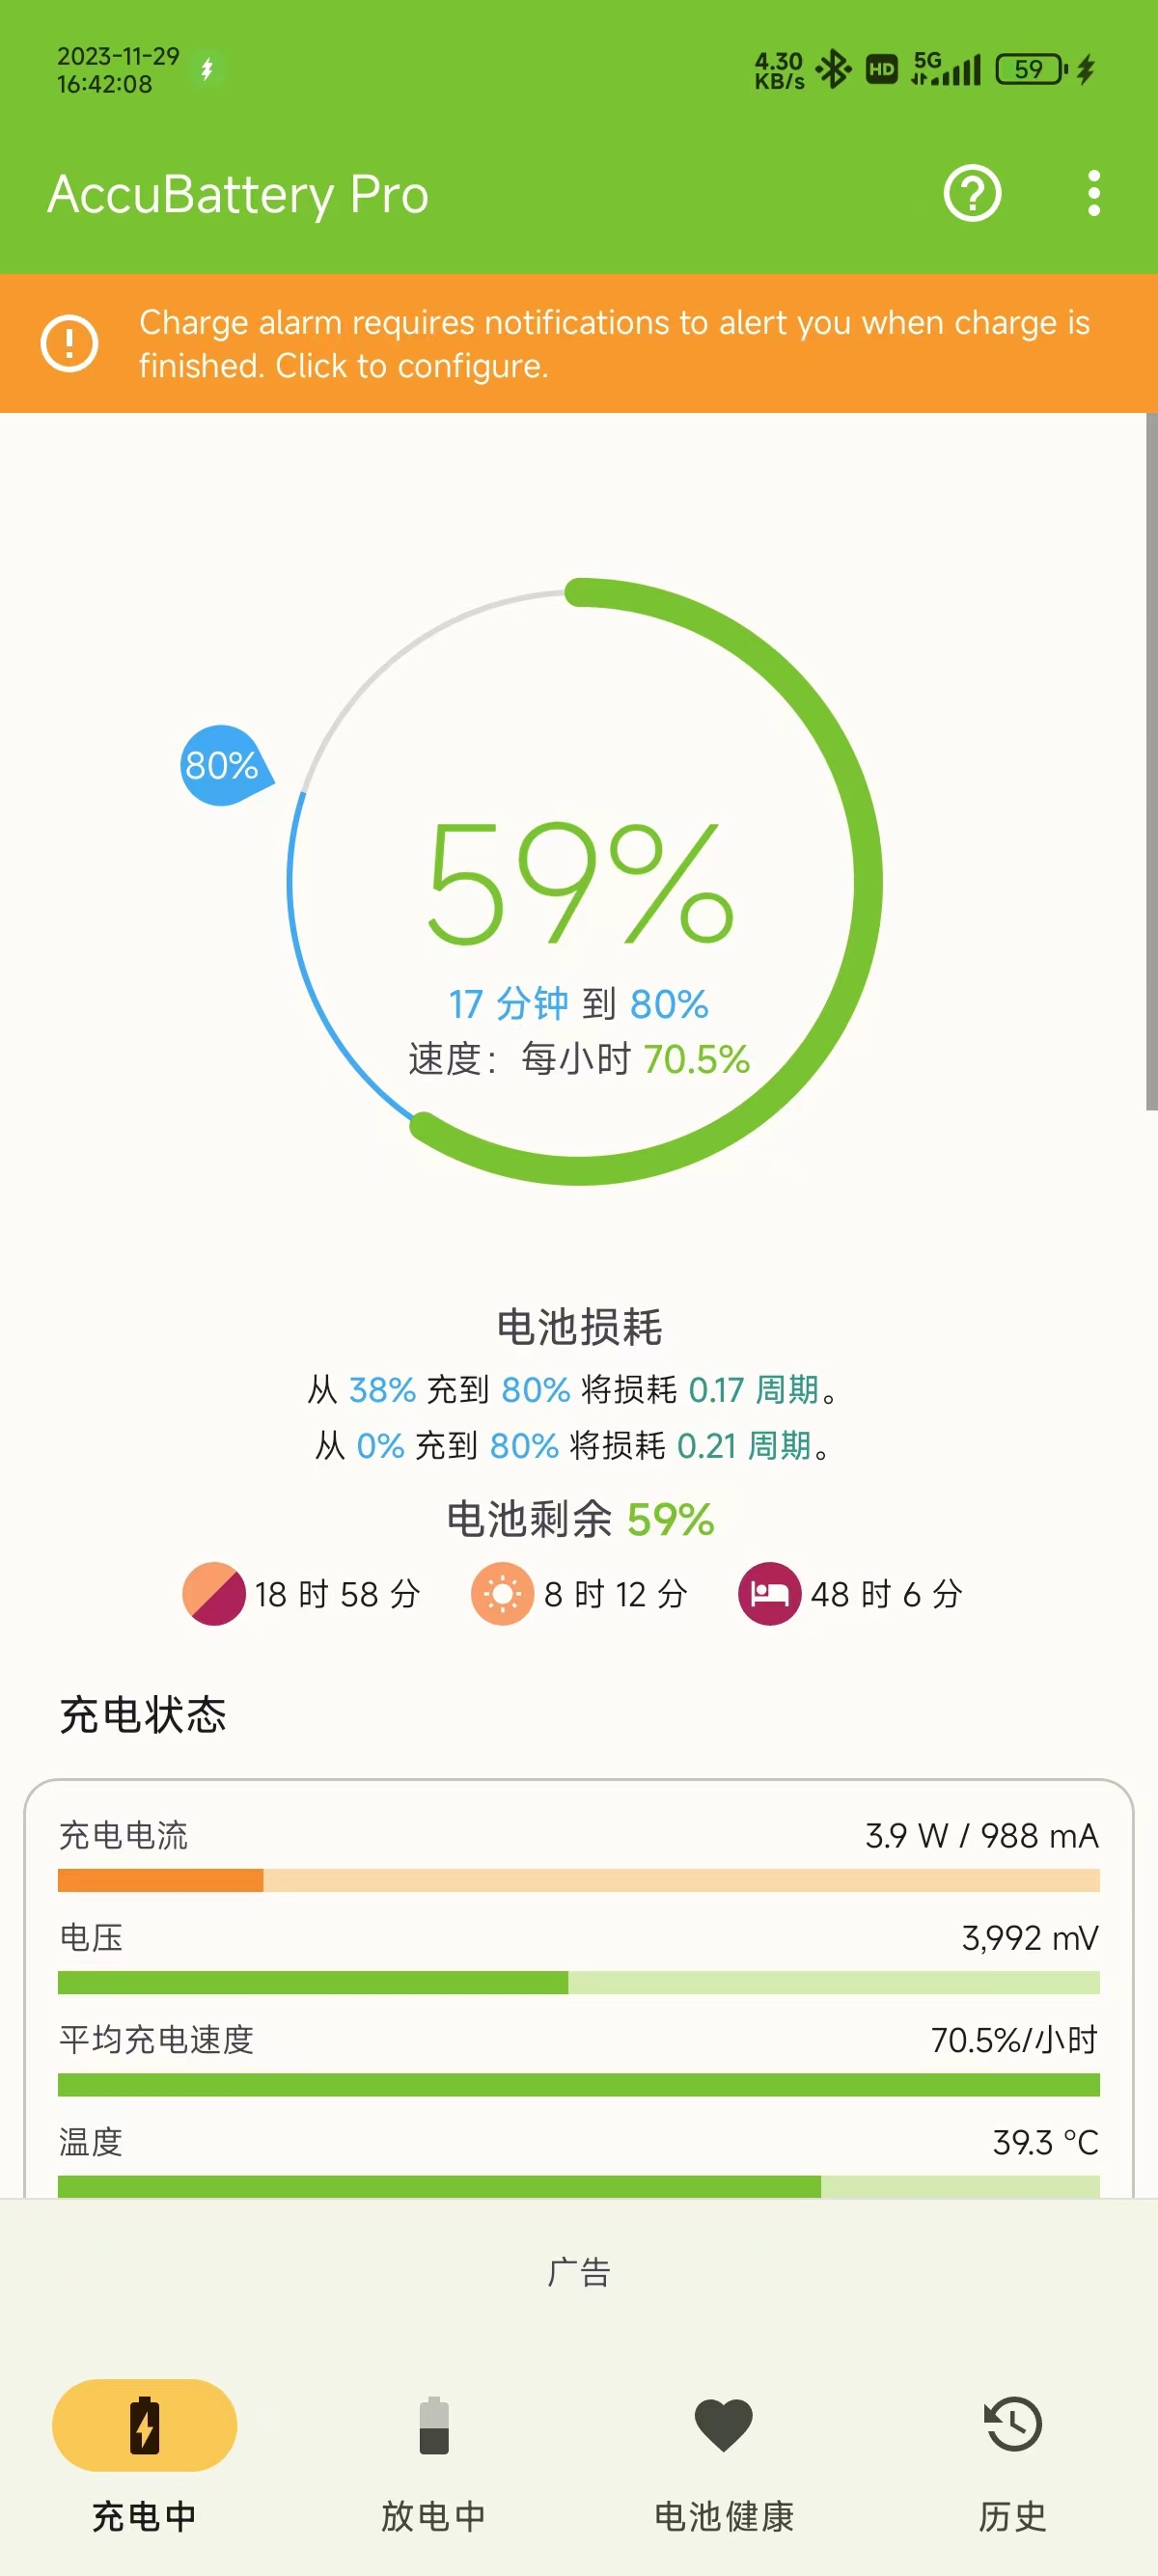 2023-11-29
16:42:08
4.30
KB/s
HD
5G
59
AccuBattery Pro
Charge alarm requires notifications to alert you when charge is
finished. Click to configure.
80%
59%
17 分钟 到 80%
速度：每小时 70.5%
电池损耗
从 38% 充到 80% 将损耗 0.17 周期。
从 0% 充到 80% 将损耗 0.21 周期。
电池剩余 59%
18 时 58 分
8 时 12 分
48 时 6 分
充电状态
充电电流 3.9 W / 988 mA
电压 3,992 mV
平均充电速度 70.5%/小时
温度 39.3 °C
广告
充电中
放电中
电池健康
历史